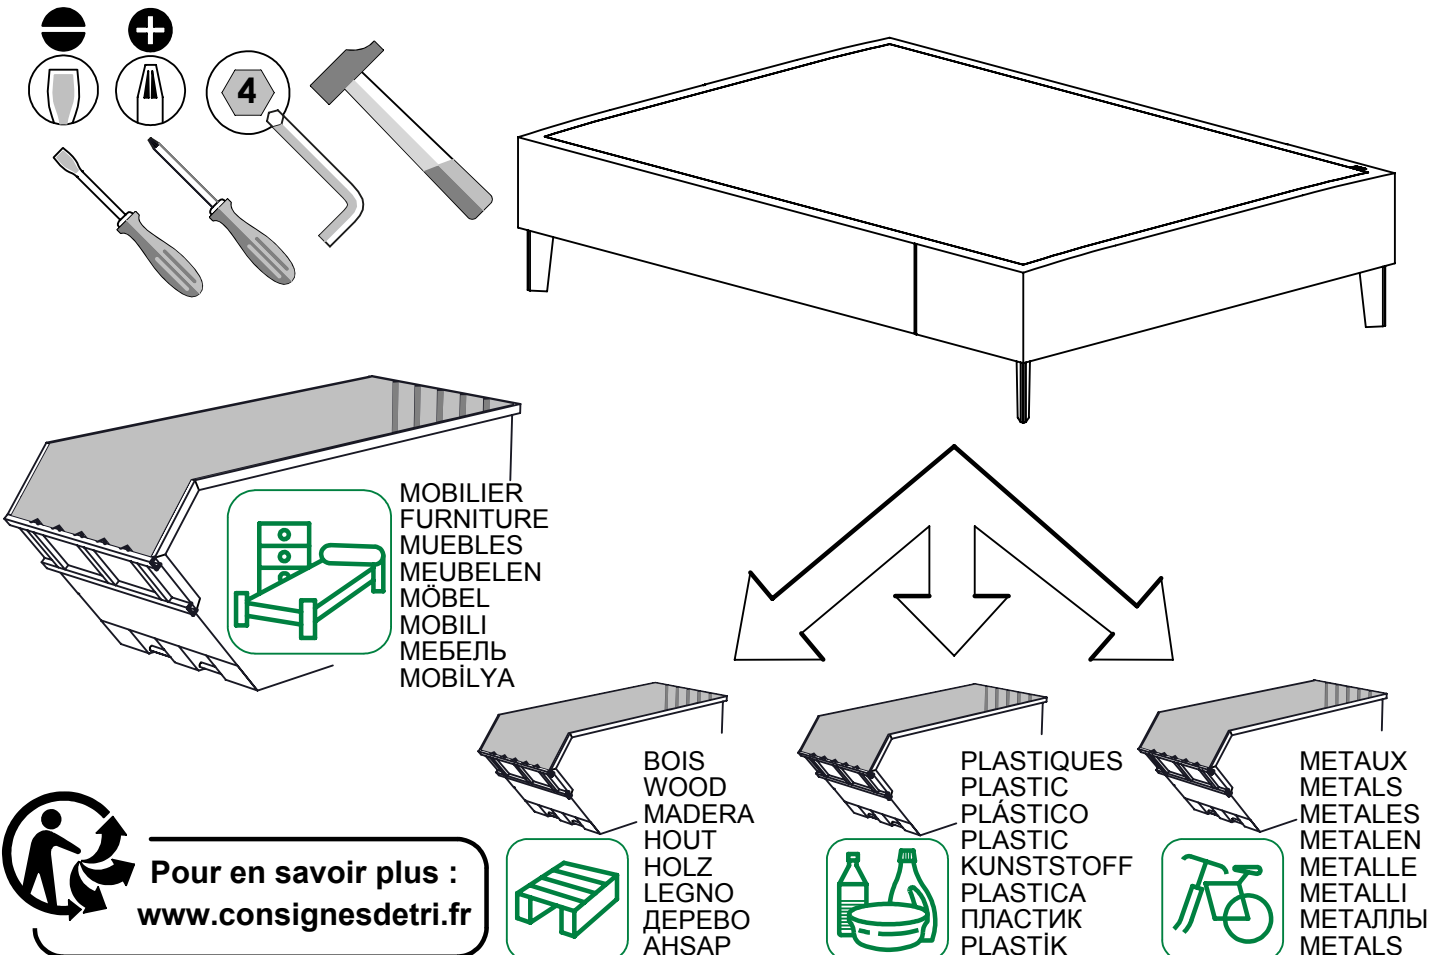 4
MOBILIER
FURNITURE
MUEBLES
MEUBELEN
MÖBEL
MOBILI
МЕБЕЛЬ
MOBİLYA
BOIS
WOOD
MADERA
HOUT
HOLZ
LEGNO
ДЕРЕВО
AHSAP
PLASTIQUES
PLASTIC
PLÁSTICO
PLASTIC
KUNSTSTOFF
PLASTICA
ПЛАСТИК
PLASTİK
METAUX
METALS
METALES
METALEN
METALLE
METALLI
МЕТАЛЛЫ
METALS
Pour en savoir plus :
www.consignesdetri.fr